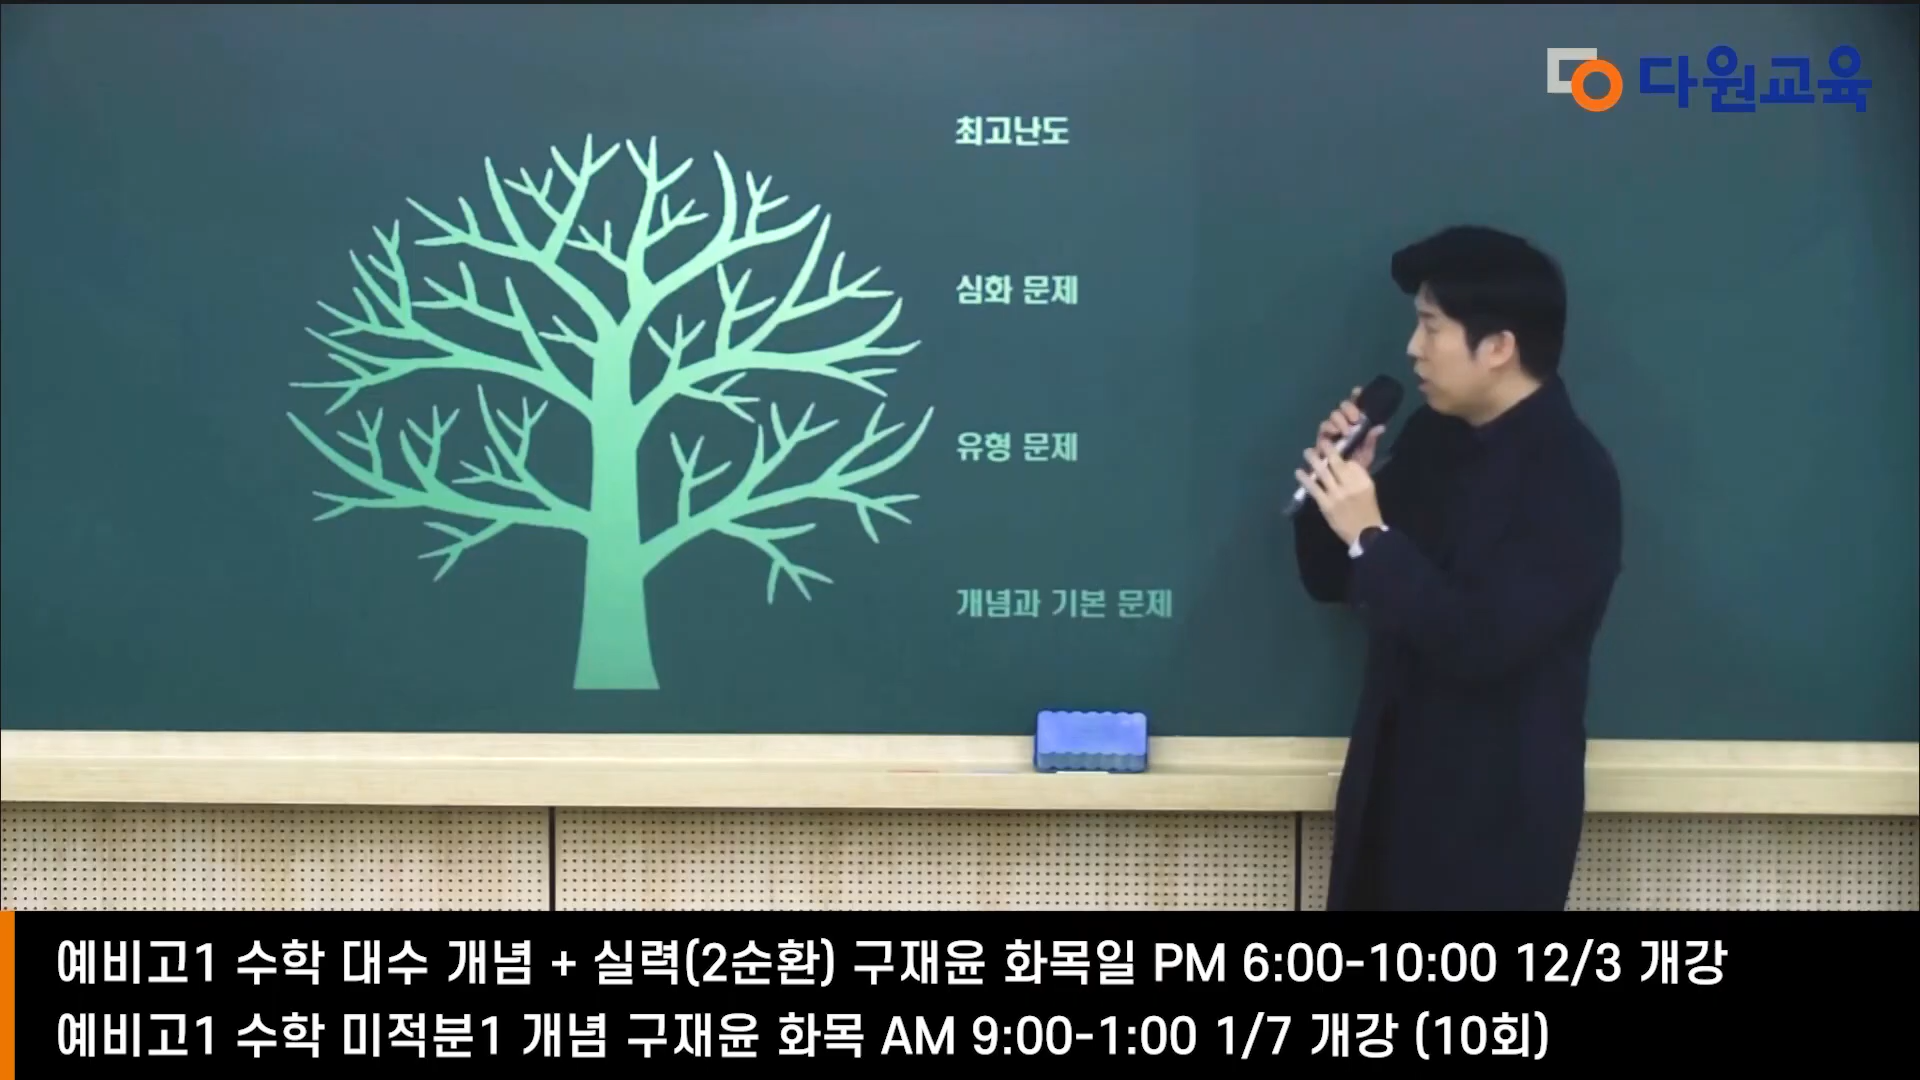 다원교육
최고난도
심화 문제
유형 문제
개념과 기본 문제
예비고1 수학 대수 개념 + 실력(2순환) 구재윤 화목일 PM 6:00-10:00 12/3 개강
예비고1 수학 미적분1 개념 구재윤 화목 AM 9:00-1:00 1/7 개강 (10회)